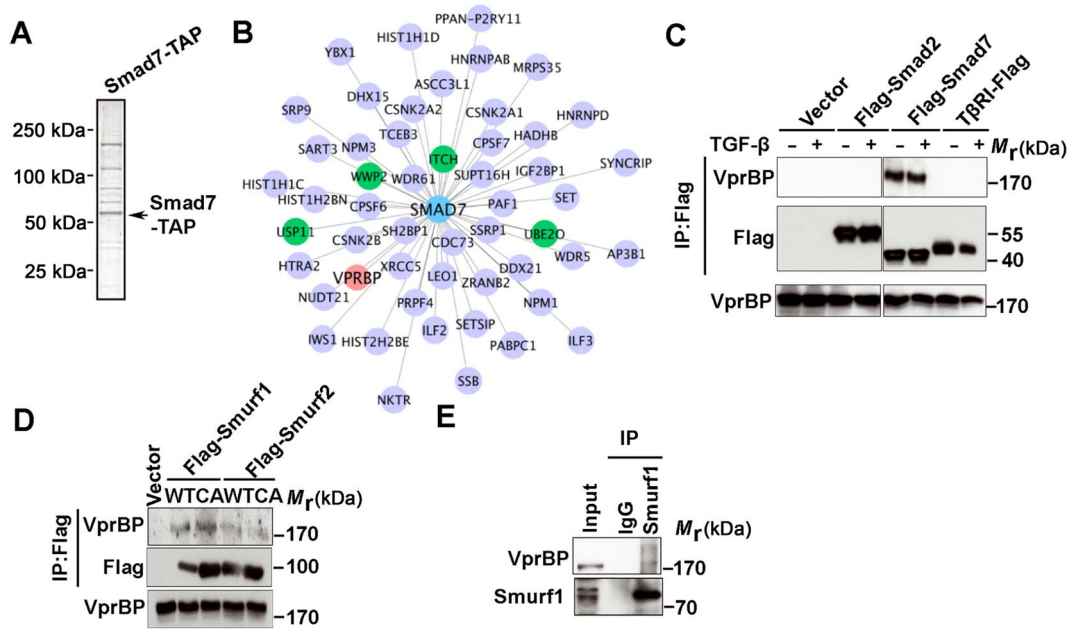 A
Smad7-TAP
250 kDa-
100 kDa-
50 kDa-
25 kDa-
Smad7
-TAP
B
PPAN-P2RY11
HIST1H1D
YBX1
HNRNPAB
MRPS35
ASCC3L1
DHX15
CSNK2A2
CSNK2A1
SRP9
HNRNPD
TCEB3
HADHB
CPSF7
SART3
NPM3
ITCH
SYNCRIP
WWP2
WDR61
SUPT16H
IGF2BP1
HIST1H1C
HIST1H2BN
CPSF6
SMAD7
PAF1
SET
USP11
CSNK2B
SH2BP1
CDC73
SSRP1
UBE2O
WDR5
AP3B1
HTRA2
VPRBP
XRCC5
LEO1
ZRANB2
DDX21
NUDT21
PRPF4
NPM1
IWS1
HIST2H2BE
ILF2
SETSIP
PABPC1
ILF3
SSB
NKTR
C
Vector
Flag-Smad2
Flag-Smad7
TβRI-Flag
TGF-β - + - + - + - + Mr(kDa)
IP:Flag
VprBP -170
Flag -55
-40
VprBP -170
D
Vector
Flag-Smurf1
Flag-Smurf2
WTCAWTCA Mr(kDa)
IP:Flag
VprBP -170
Flag -100
VprBP -170
E
IP
Input
IgG
Smurf1
Mr(kDa)
VprBP -170
Smurf1 -70